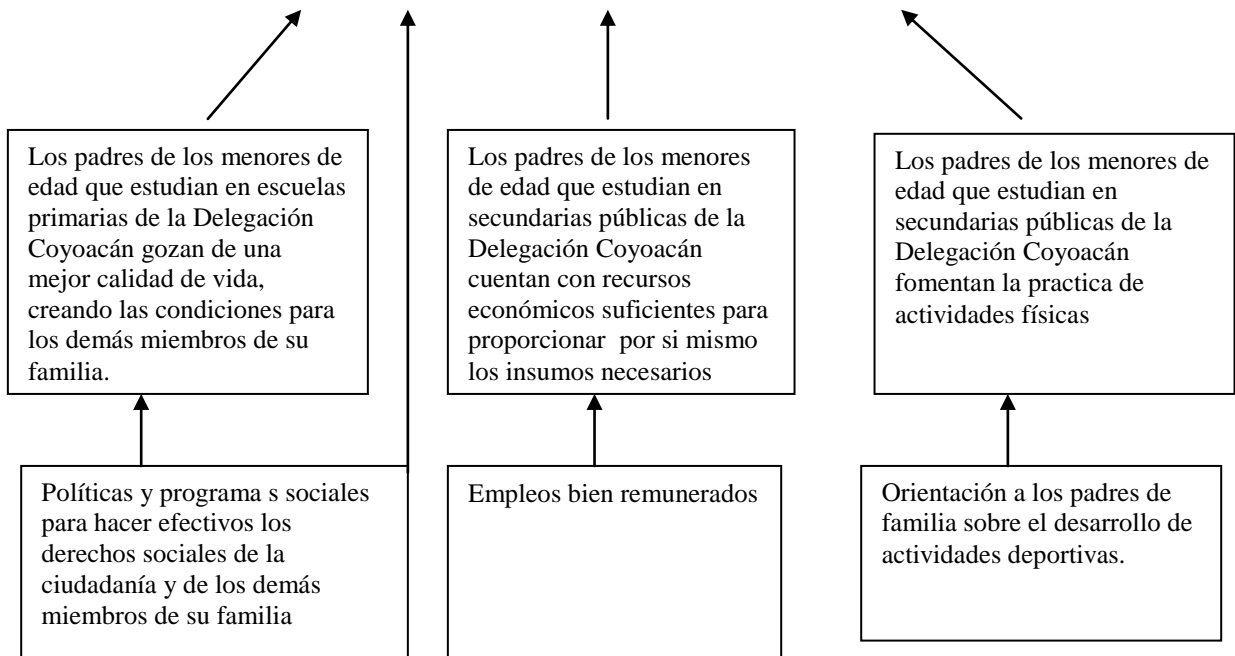 Los padres de los menores de
edad que estudian en escuelas
primarias de la Delegación
Coyoacán gozan de una
mejor calidad de vida,
creando las condiciones para
los demás miembros de su
familia.
Los padres de los menores
de edad que estudian en
secundarias públicas de la
Delegación Coyoacán
cuentan con recursos
económicos suficientes para
proporcionar por si mismo
los insumos necesarios
Los padres de los menores de
edad que estudian en
secundarias públicas de la
Delegación Coyoacán
fomentan la practica de
actividades físicas
Políticas y programa s sociales
para hacer efectivos los
derechos sociales de la
ciudadanía y de los demás
miembros de su familia
Empleos bien remunerados
Orientación a los padres de
familia sobre el desarrollo de
actividades deportivas.